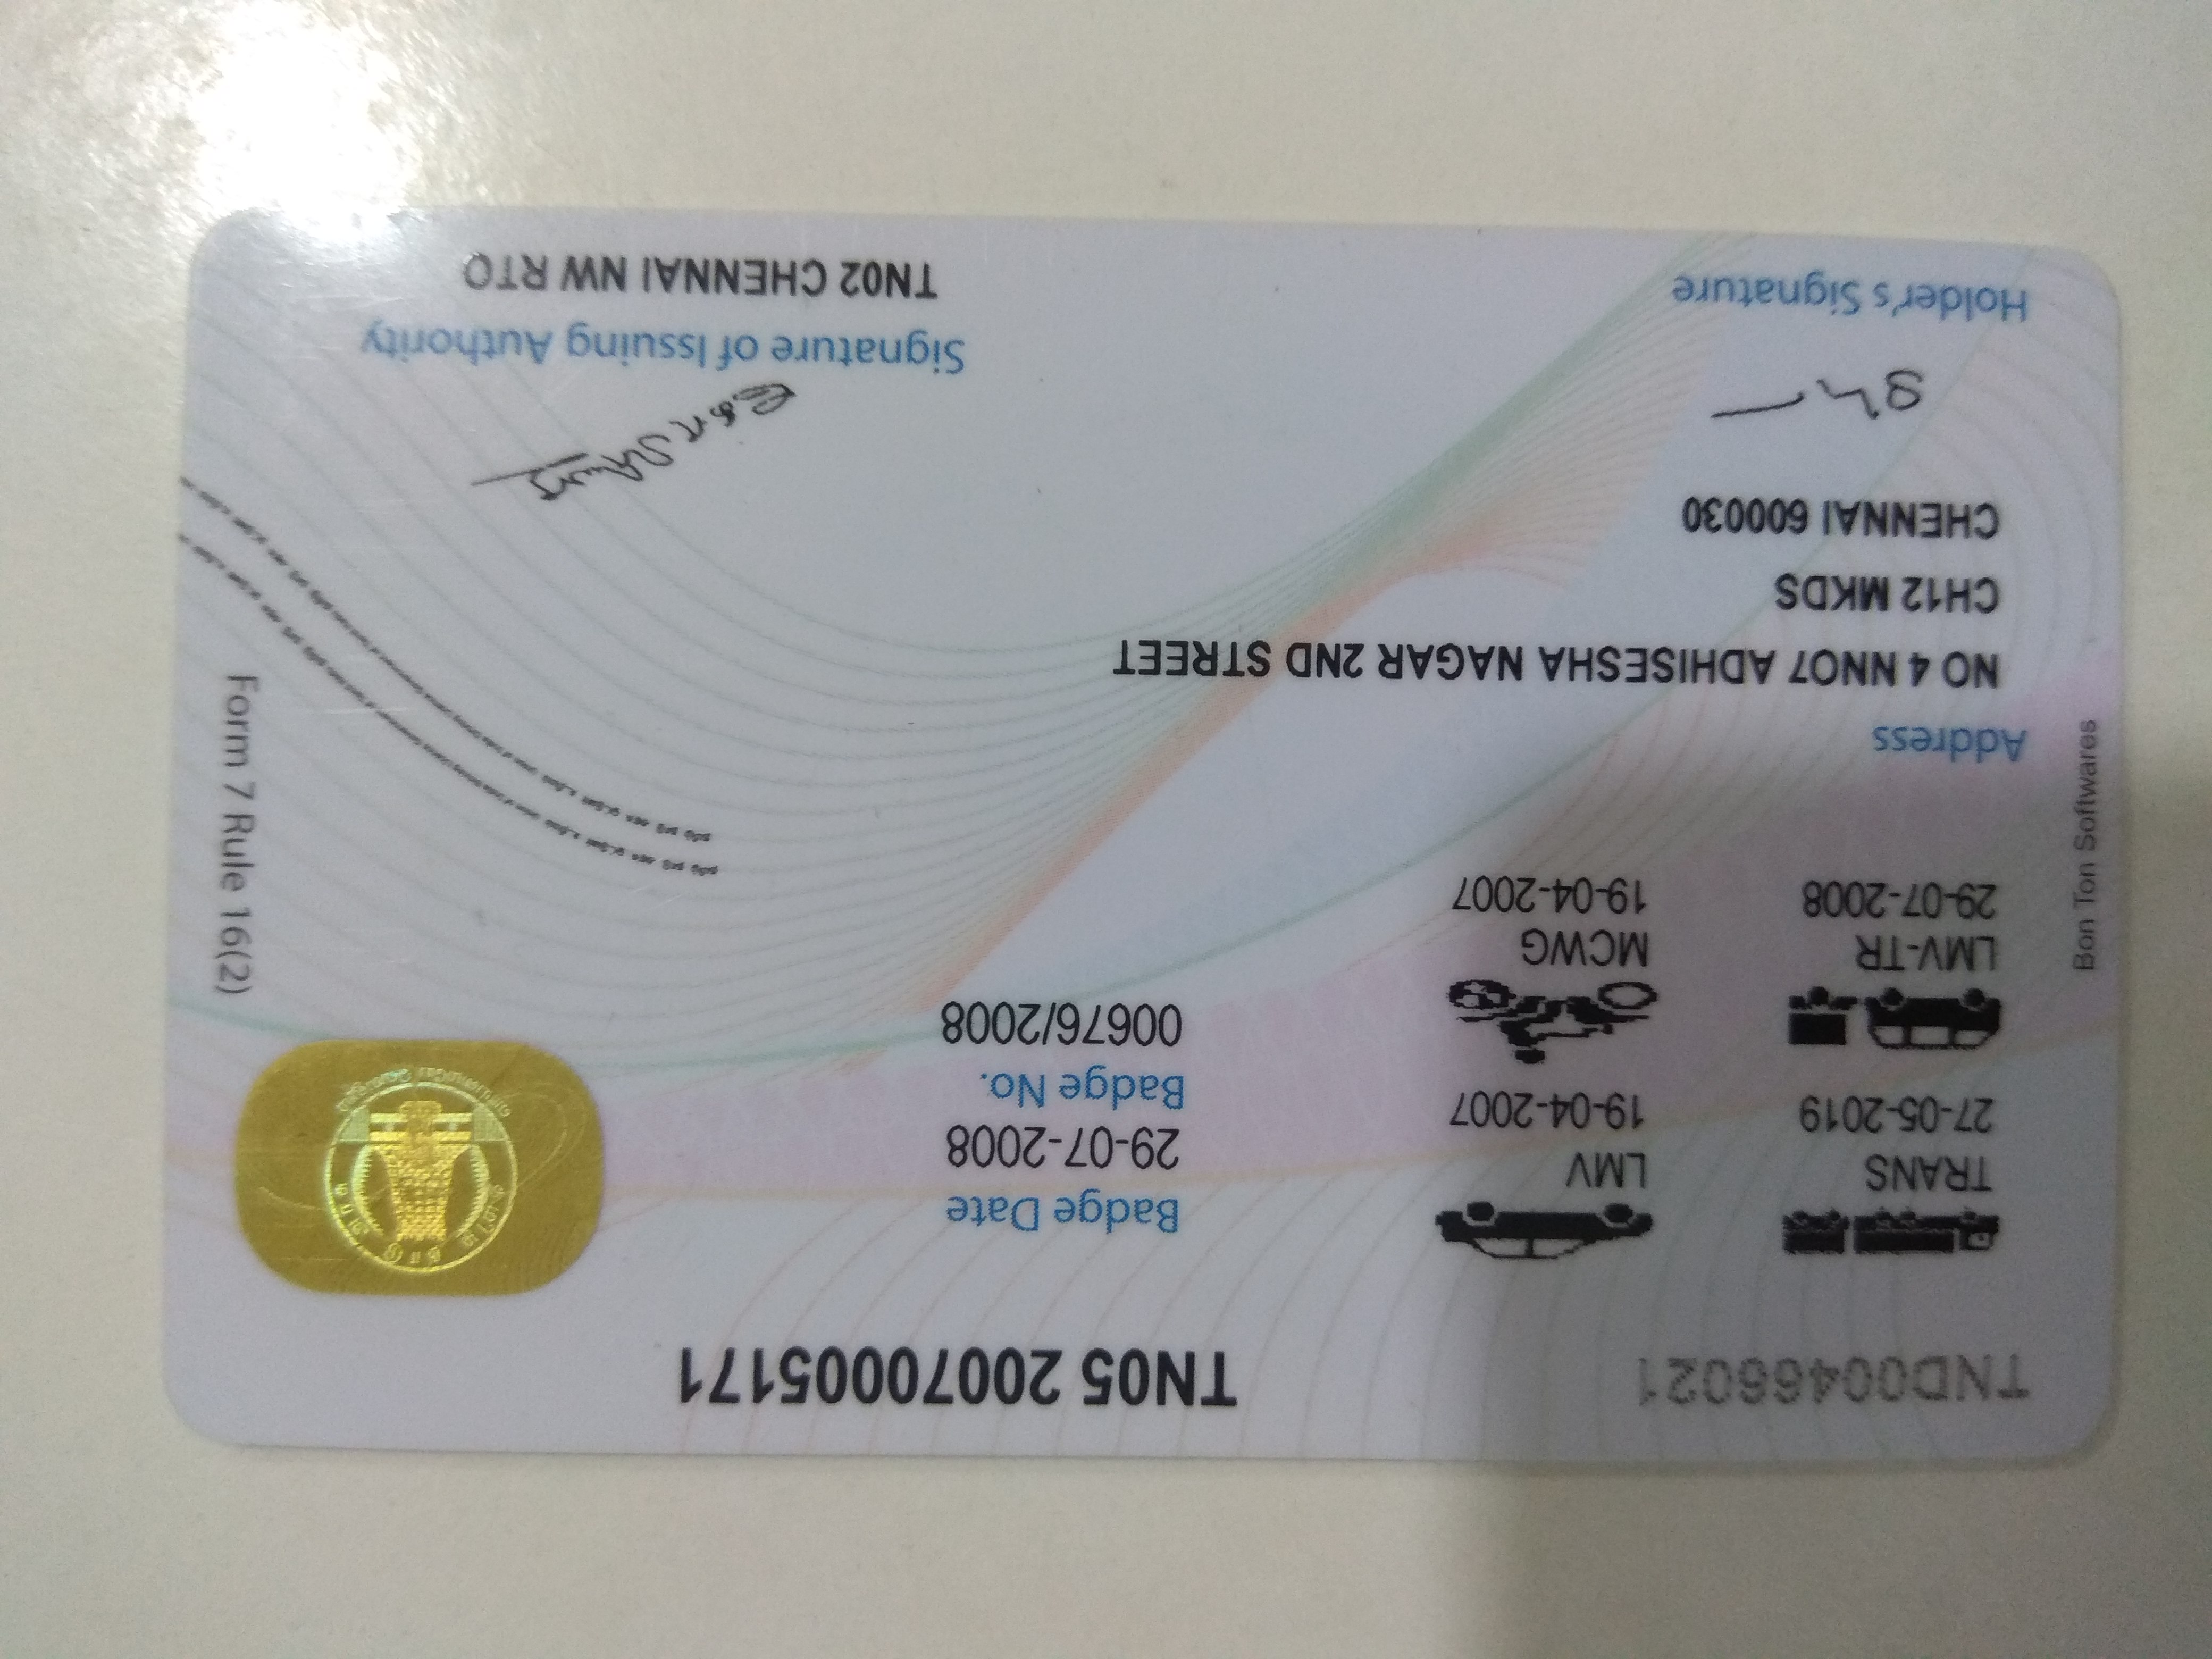 TND00466021
TN05 20070005171
TRANS
27-05-2019
LMV
19-04-2007
Badge Date
29-07-2008
Badge No.
00676/2008
LMV-TR
29-07-2008
MCWG
19-04-2007
Address
NO 4 NNO7 ADHISESHA NAGAR 2ND STREET
CH12 MKDS
CHENNAI 600030
Holder's Signature
Signature of Issuing Authority
TN02 CHENNAI NW RTO
Form 7 Rule 16(2)
Bon Ton Softwares